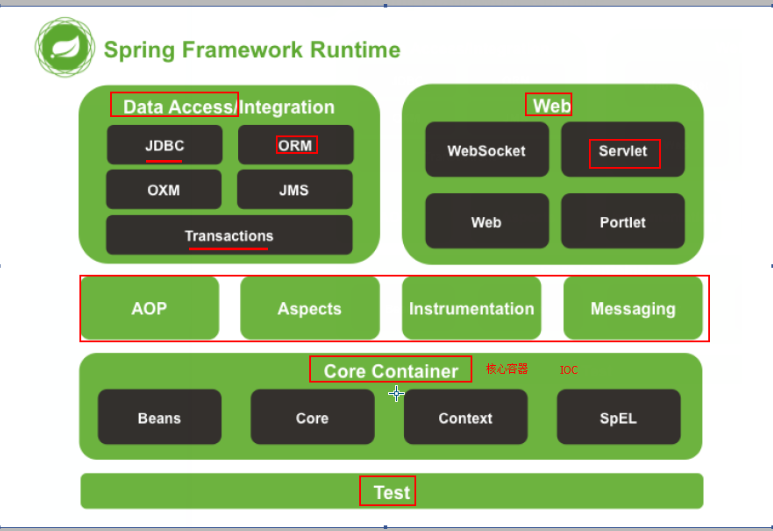 Spring Framework Runtime
Data Access/Integration
JDBC
ORM
OXM
JMS
Transactions
Web
WebSocket
Servlet
Web
Portlet
AOP
Aspects
Instrumentation
Messaging
Core Container
核心容器
IOC
Beans
Core
Context
SpEL
Test